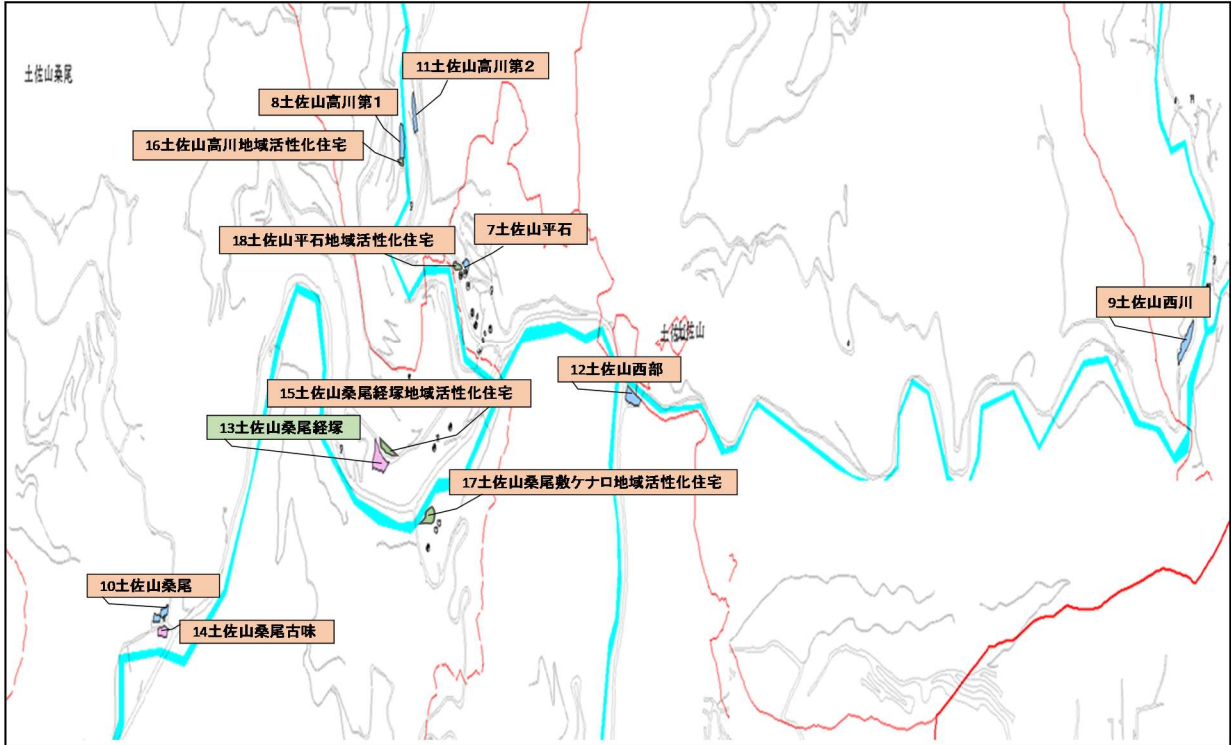 土佐山桑尾
11土佐山高川第2
8土佐山高川第1
16土佐山高川地域活性化住宅
18土佐山平石地域活性化住宅
7土佐山平石
9土佐山西川
12土佐山西部
15土佐山桑尾経塚地域活性化住宅
13土佐山桑尾経塚
17土佐山桑尾敷ケナロ地域活性化住宅
10土佐山桑尾
14土佐山桑尾古味